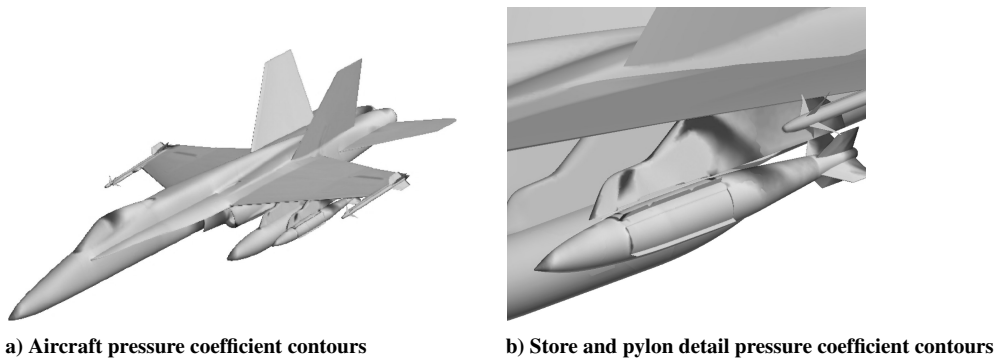 a) Aircraft pressure coefficient contours
b) Store and pylon detail pressure coefficient contours